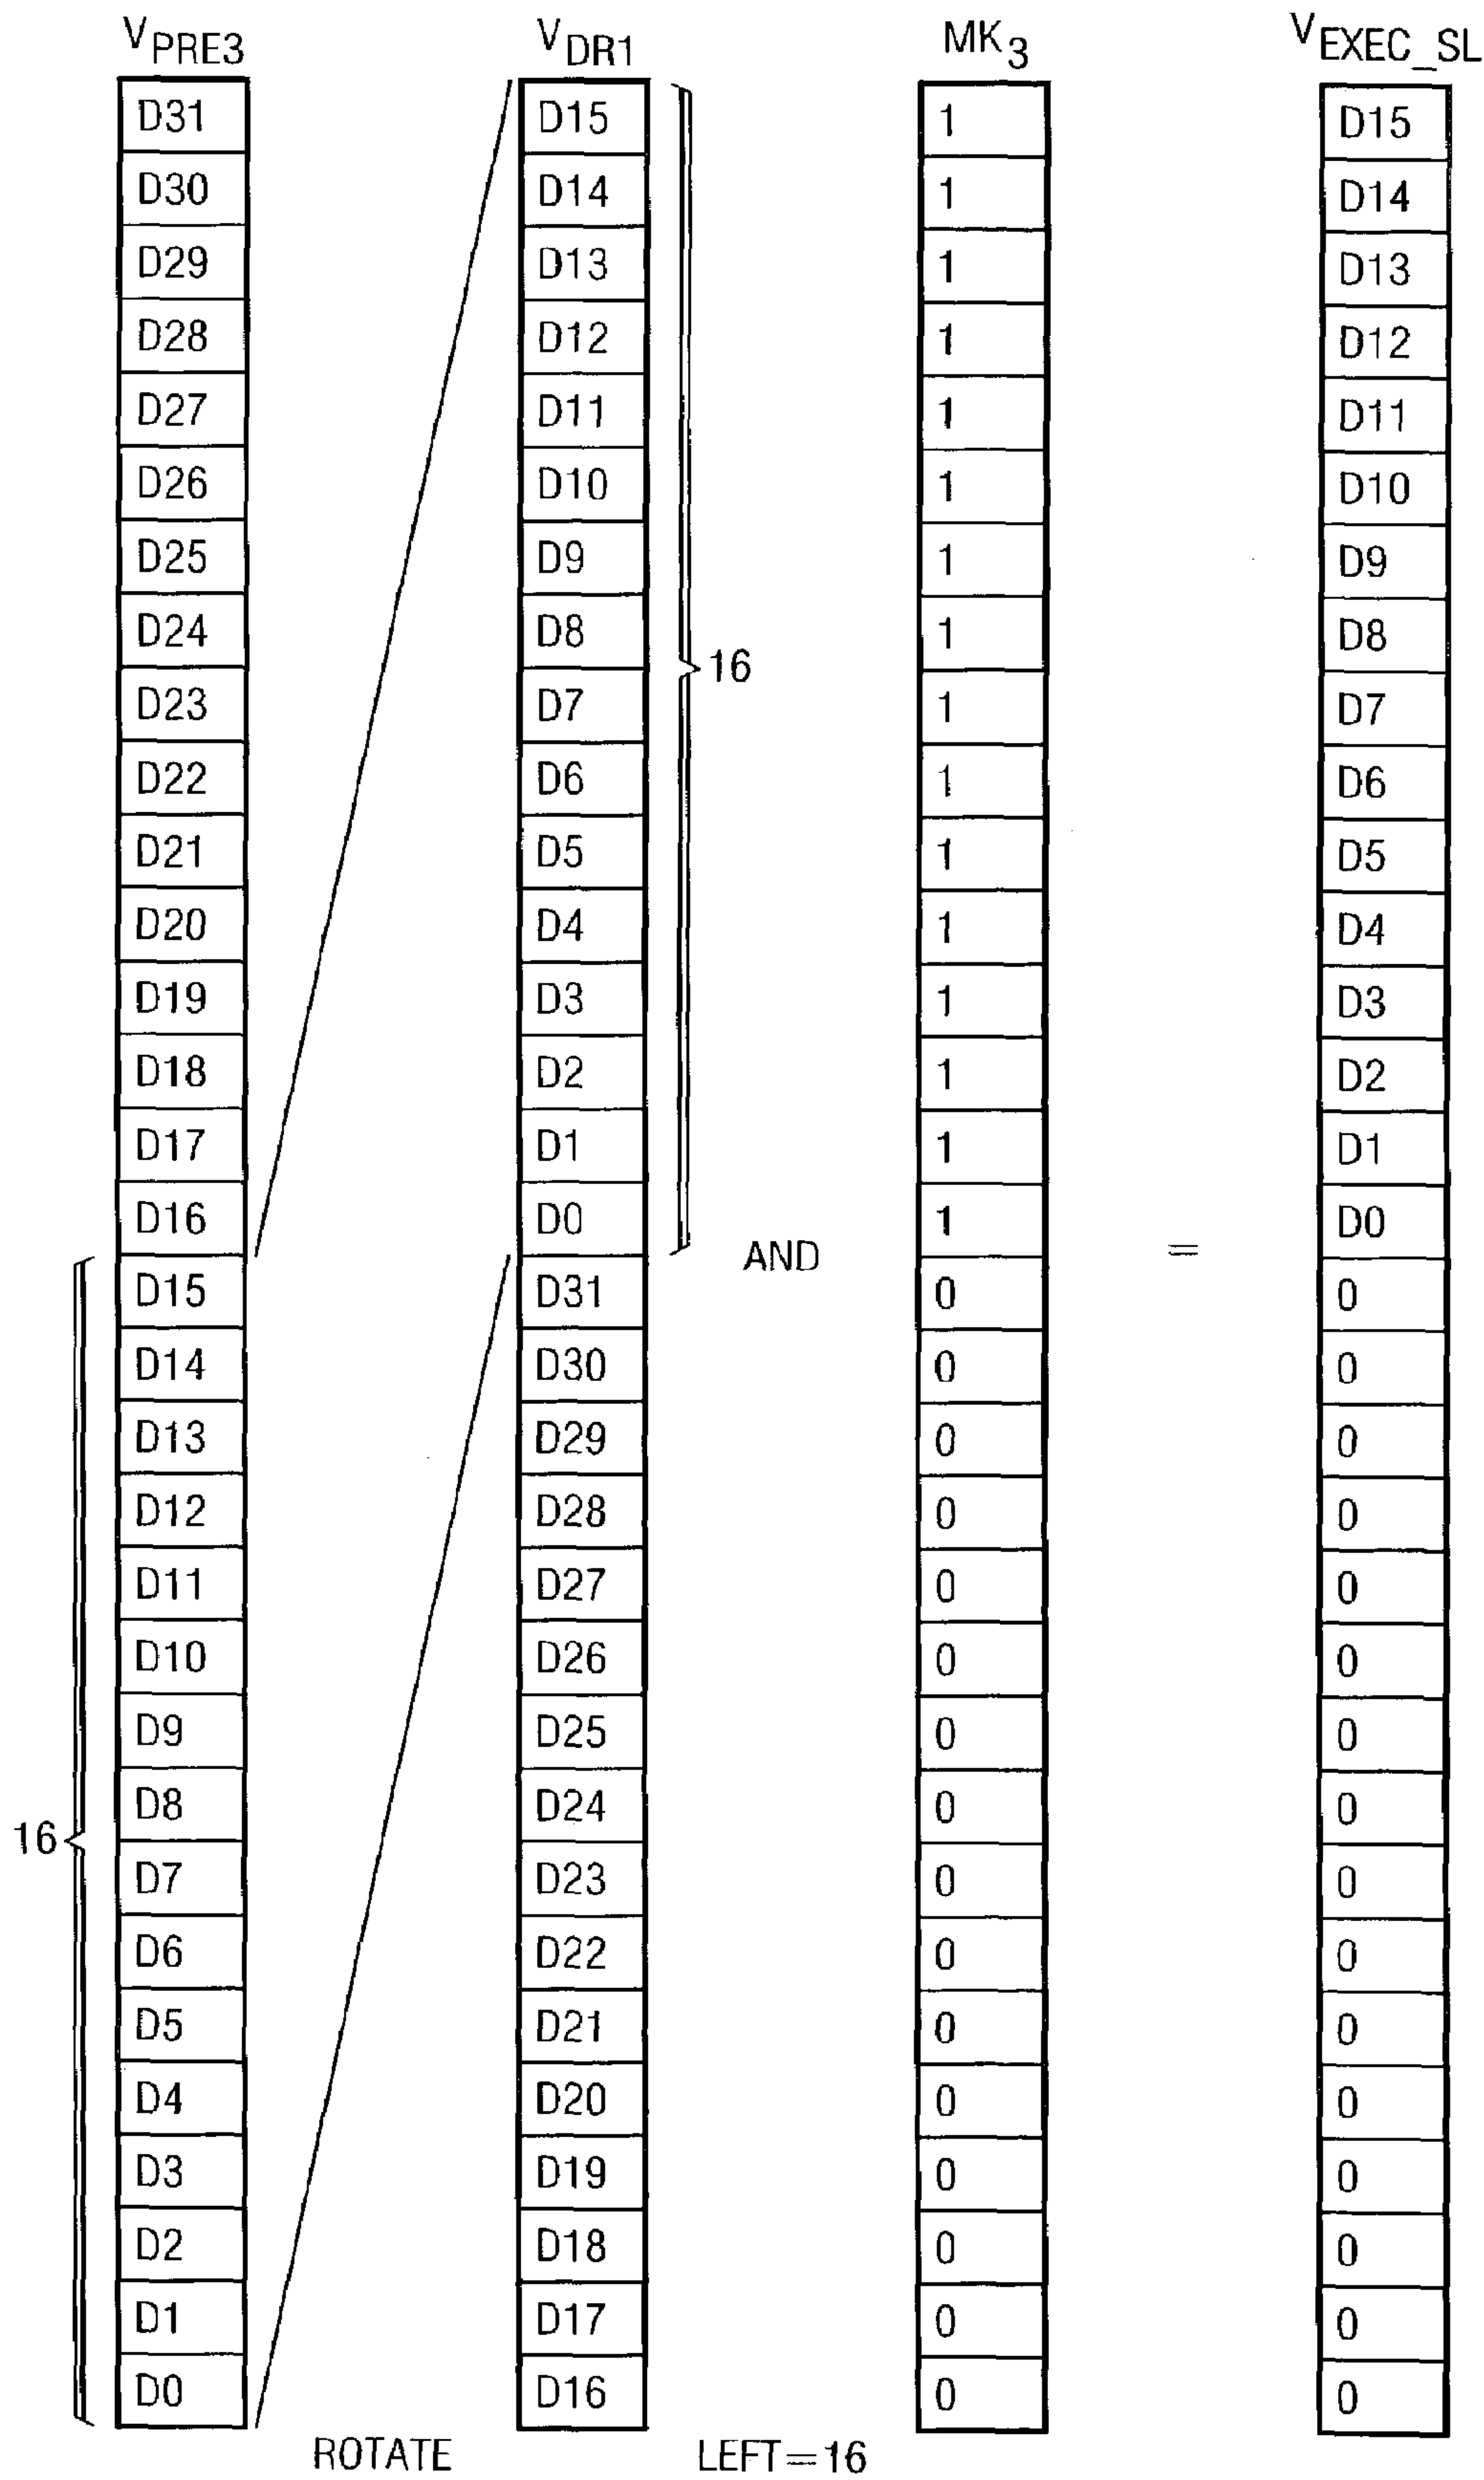 V PRE3 V DR1 MK 3 V EXEC_SL
D31 D15 1 D15
D30 D14 1 D14
D29 D13 1 D13
D28 D12 1 D12
D27 D11 1 D11
D26 D10 1 D10
D25 D9 1 D9
D24 D8 1 D8
16
D23 D7 1 D7
D22 D6 1 D6
D21 D5 1 D5
D20 D4 1 D4
D19 D3 1 D3
D18 D2 1 D2
D17 D1 1 D1
D16 D0 1 D0
AND =
D15 D31 0 0
D14 D30 0 0
D13 D29 0 0
D12 D28 0 0
D11 D27 0 0
D10 D26 0 0
D9 D25 0 0
D8 D24 0 0
16
D7 D23 0 0
D6 D22 0 0
D5 D21 0 0
D4 D20 0 0
D3 D19 0 0
D2 D18 0 0
D1 D17 0 0
D0 D16 0 0
ROTATE LEFT=16